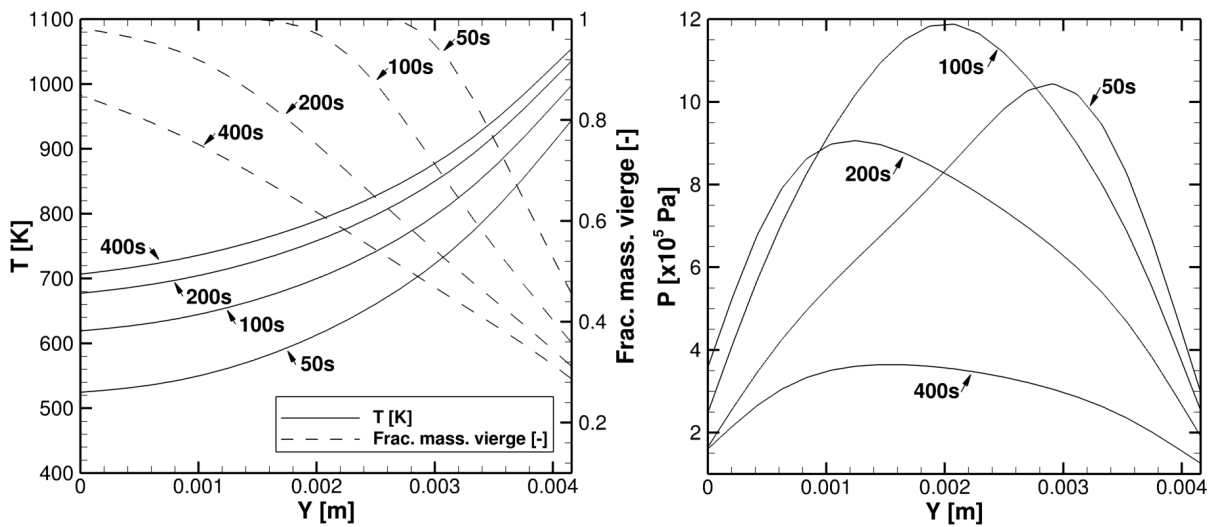 1100
1000
900
800
700
600
500
400
T [K]
0
0.001
0.002
0.003
0.004
Y [m]
1
0.8
0.6
0.4
0.2
Frac. mass. vierge [-]
50s
100s
200s
400s
400s
200s
100s
50s
T [K]
Frac. mass. vierge [-]
12
10
8
6
4
2
P [x10⁵ Pa]
0
0.001
0.002
0.003
0.004
Y [m]
100s
50s
200s
400s